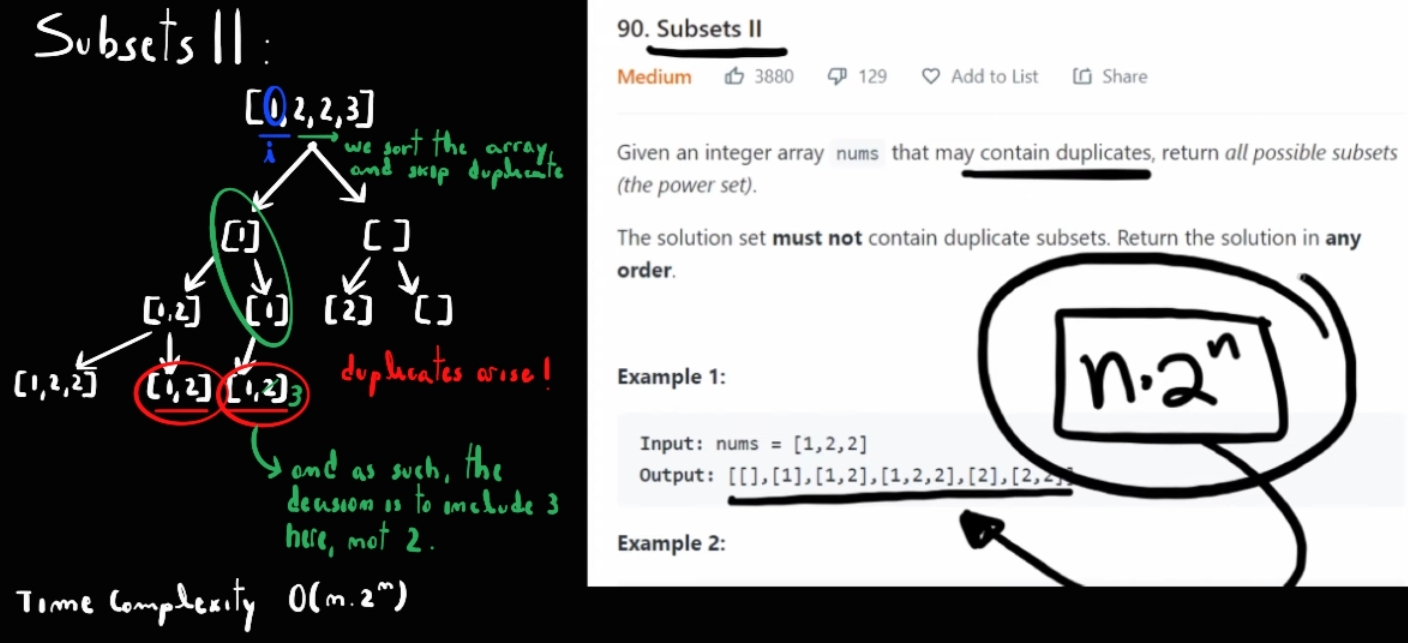 Subsets II :
[1,2,2,3]
i
we sort the array,
and skip duplicate
[1] [ ]
[1,2] [1] [2] [ ]
[1,2,2] [1,2] [1,2] 3
duplicates arise!
and as such, the
decision is to include 3
here, not 2.
Time Complexity O(n.2^n)
90. Subsets II
Medium 3880 129 Add to List Share
Given an integer array nums that may contain duplicates, return all possible subsets
(the power set).
The solution set must not contain duplicate subsets. Return the solution in any
order.
n·2^n
Example 1:
Input: nums = [1,2,2]
Output: [[],[1],[1,2],[1,2,2],[2],[2,2]]
Example 2: